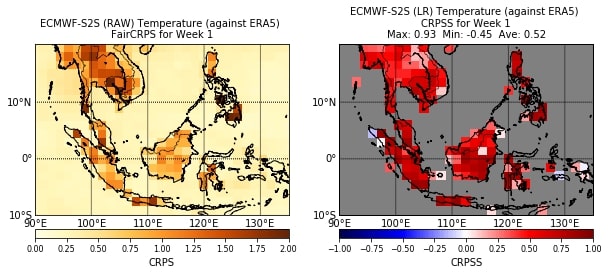 ECMWF-S2S (RAW) Temperature (against ERA5)
FairCRPS for Week 1
10°N
0°
10°S
90°E 100°E 110°E 120°E 130°E
0.00 0.25 0.50 0.75 1.00 1.25 1.50 1.75 2.00
CRPS
ECMWF-S2S (LR) Temperature (against ERA5)
CRPSS for Week 1
Max: 0.93 Min: -0.45 Ave: 0.52
10°N
0°
10°S
90°E 100°E 110°E 120°E 130°E
−1.00 −0.75 −0.50 −0.25 0.00 0.25 0.50 0.75 1.00
CRPSS